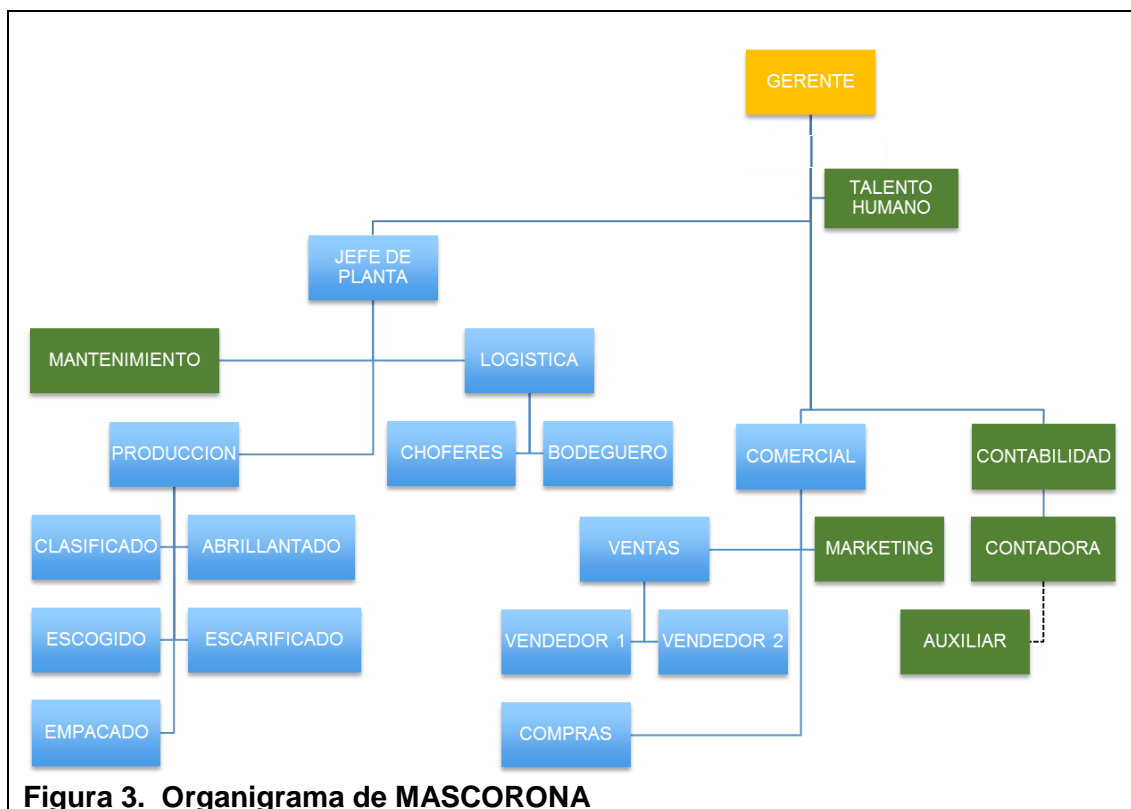 GERENTE
TALENTO
HUMANO
JEFE DE
PLANTA
MANTENIMIENTO
LOGISTICA
PRODUCCION
CHOFERES
BODEGUERO
COMERCIAL
CONTABILIDAD
CLASIFICADO
ABRILLANTADO
VENTAS
MARKETING
CONTADORA
ESCOGIDO
ESCARIFICADO
VENDEDOR 1
VENDEDOR 2
AUXILIAR
EMPACADO
COMPRAS
Figura 3. Organigrama de MASCORONA